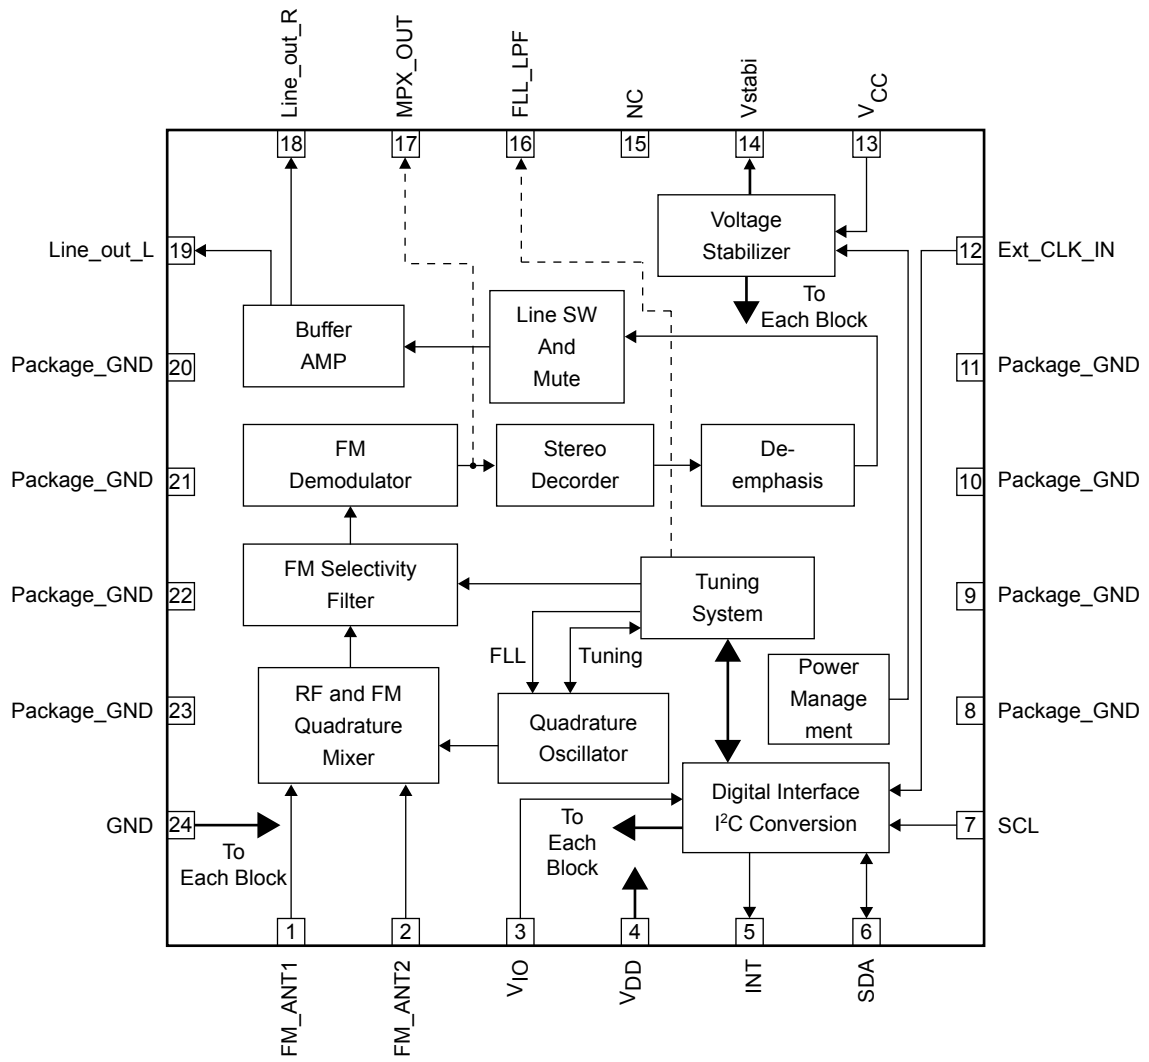 Line_out_R
MPX_OUT
FLL_LPF
NC
Vstabi
VCC
18
17
16
15
14
13
Line_out_L
19
Voltage
Stabilizer
12
Ext_CLK_IN
To
Each Block
Buffer
AMP
Line SW
And
Mute
Package_GND
20
11
Package_GND
FM
Demodulator
Stereo
Decorder
De-
emphasis
Package_GND
21
10
Package_GND
FM Selectivity
Filter
Tuning
System
Package_GND
22
9
Package_GND
FLL
Tuning
Power
Manage
ment
RF and FM
Quadrature
Mixer
Quadrature
Oscillator
Package_GND
23
8
Package_GND
Digital Interface
I²C Conversion
GND
24
To
Each Block
To
Each
Block
7
SCL
1
2
3
4
5
6
FM_ANT1
FM_ANT2
VIO
VDD
INT
SDA